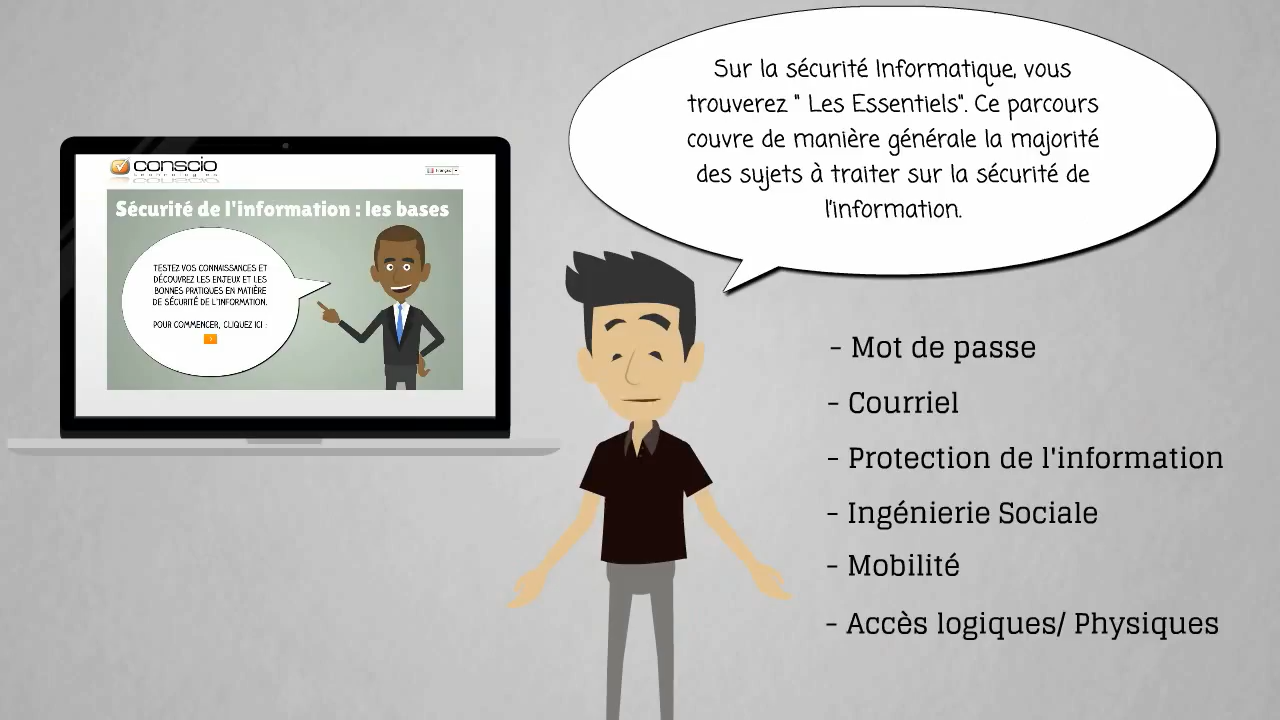 Sur la sécurité Informatique, vous
trouverez " Les Essentiels". Ce parcours
couvre de manière générale la majorité
des sujets à traiter sur la sécurité de
l'information.
conscio
technologies
Français
Sécurité de l'information : les bases
TESTEZ VOS CONNAISSANCES ET
DÉCOUVREZ LES ENJEUX ET LES
BONNES PRATIQUES EN MATIÈRE
DE SÉCURITÉ DE L'INFORMATION.
POUR COMMENCER, CLIQUEZ ICI :
- Mot de passe
- Courriel
- Protection de l'information
- Ingénierie Sociale
- Mobilité
- Accès logiques/ Physiques